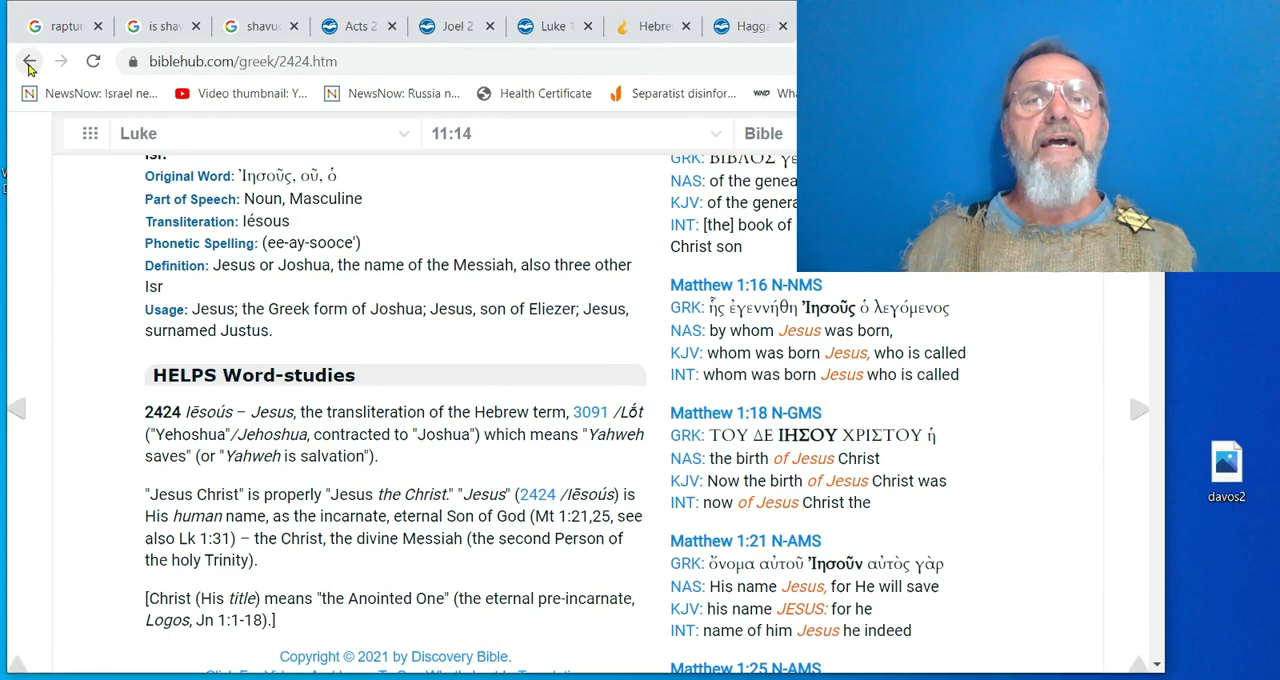 raptur
is shav
shavuc
Acts 2
Joel 2
Luke 1
Hebre
Hagga
biblehub.com/greek/2424.htm
NewsNow: Israel ne...
Video thumbnail: Y...
NewsNow: Russia n...
Health Certificate
Separatist disinfor...
WND Wha
Luke
11:14
Bible
Isr.
Original Word: Ἰησοῦς, οῦ, ὁ
Part of Speech: Noun, Masculine
Transliteration: Iésous
Phonetic Spelling: (ee-ay-sooce')
Definition: Jesus or Joshua, the name of the Messiah, also three other
Isr
Usage: Jesus; the Greek form of Joshua; Jesus, son of Eliezer; Jesus,
surnamed Justus.
HELPS Word-studies
2424 Iēsoús – Jesus, the transliteration of the Hebrew term, 3091 /Lṓt
("Yehoshua"/Jehoshua, contracted to "Joshua") which means "Yahweh
saves" (or "Yahweh is salvation").
"Jesus Christ" is properly "Jesus the Christ." "Jesus" (2424 /Iēsoús) is
His human name, as the incarnate, eternal Son of God (Mt 1:21,25, see
also Lk 1:31) – the Christ, the divine Messiah (the second Person of
the holy Trinity).
[Christ (His title) means "the Anointed One" (the eternal pre-incarnate,
Logos, Jn 1:1-18).]
Copyright © 2021 by Discovery Bible.
GRK: ΒΙΒΛΟΣ γε
NAS: of the genea
KJV: of the genera
INT: [the] book of
Christ son
Matthew 1:16 N-NMS
GRK: ἧς ἐγεννήθη Ἰησοῦς ὁ λεγόμενος
NAS: by whom Jesus was born,
KJV: whom was born Jesus, who is called
INT: whom was born Jesus who is called
Matthew 1:18 N-GMS
GRK: ΤΟΥ ΔΕ ΙΗΣΟΥ ΧΡΙΣΤΟΥ ἡ
NAS: the birth of Jesus Christ
KJV: Now the birth of Jesus Christ was
INT: now of Jesus Christ the
Matthew 1:21 N-AMS
GRK: ὄνομα αὐτοῦ Ἰησοῦν αὐτὸς γὰρ
NAS: His name Jesus, for He will save
KJV: his name JESUS: for he
INT: name of him Jesus he indeed
Matthew 1:25 N-AMS
davos2